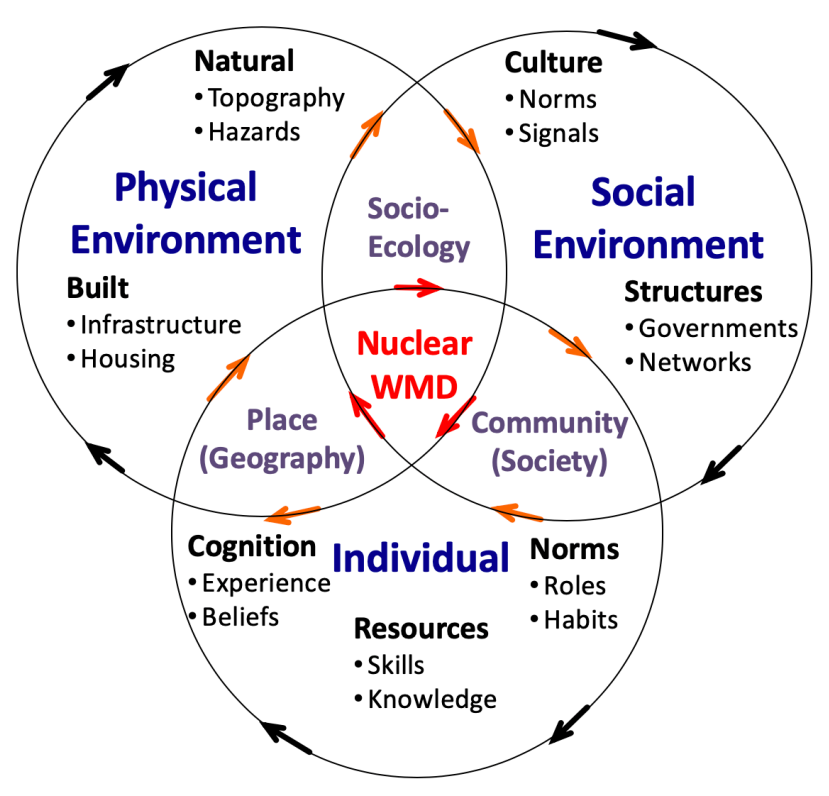 Natural
• Topography
• Hazards
Physical
Environment
Built
• Infrastructure
• Housing
Culture
• Norms
• Signals
Social
Environment
Structures
• Governments
• Networks
Socio-
Ecology
Nuclear
WMD
Place
(Geography)
Community
(Society)
Cognition
• Experience
• Beliefs
Individual
Norms
• Roles
• Habits
Resources
• Skills
• Knowledge